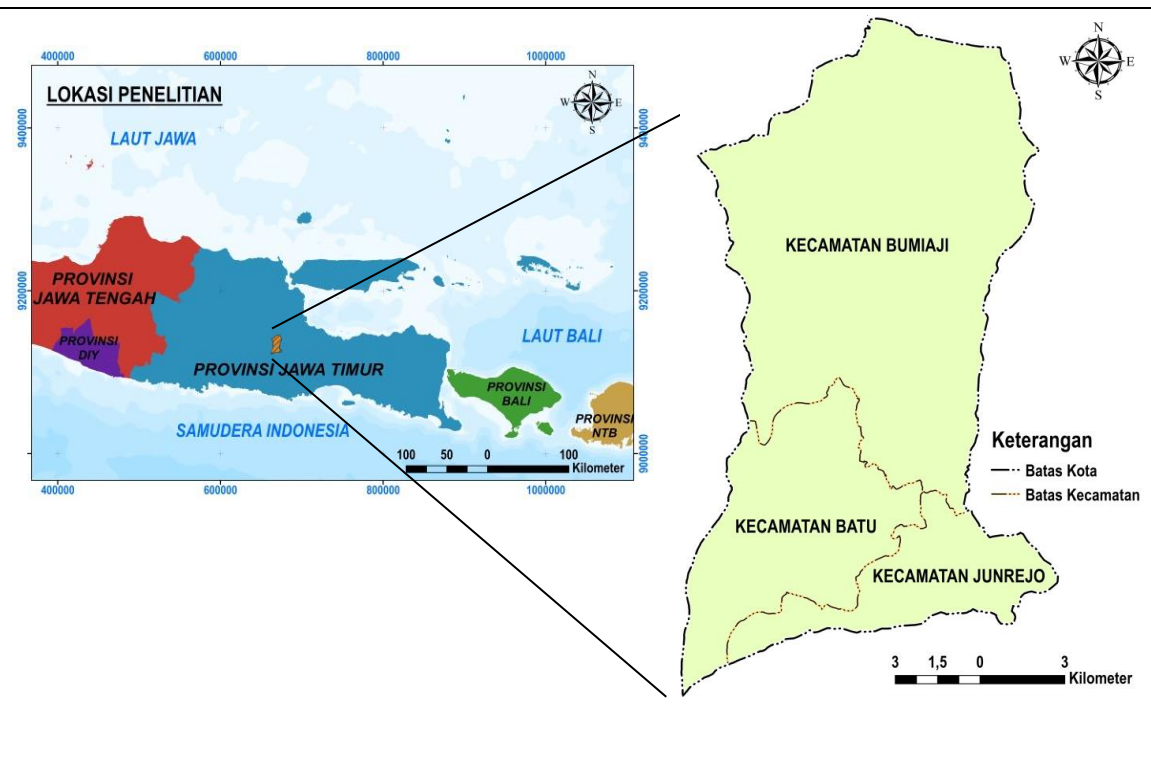 400000
600000
800000
1000000
LOKASI PENELITIAN
N
W
E
S
LAUT JAWA
9400000
9400000
PROVINSI
JAWA TENGAH
9200000
9200000
PROVINSI
DIY
PROVINSI JAWA TIMUR
LAUT BALI
PROVINSI
BALI
PROVINSI
NTB
SAMUDERA INDONESIA
9000000
100
50
0
100
Kilometer
400000
600000
800000
1000000
N
W
E
S
KECAMATAN BUMIAJI
Keterangan
Batas Kota
Batas Kecamatan
KECAMATAN BATU
KECAMATAN JUNREJO
3
1,5
0
3
Kilometer